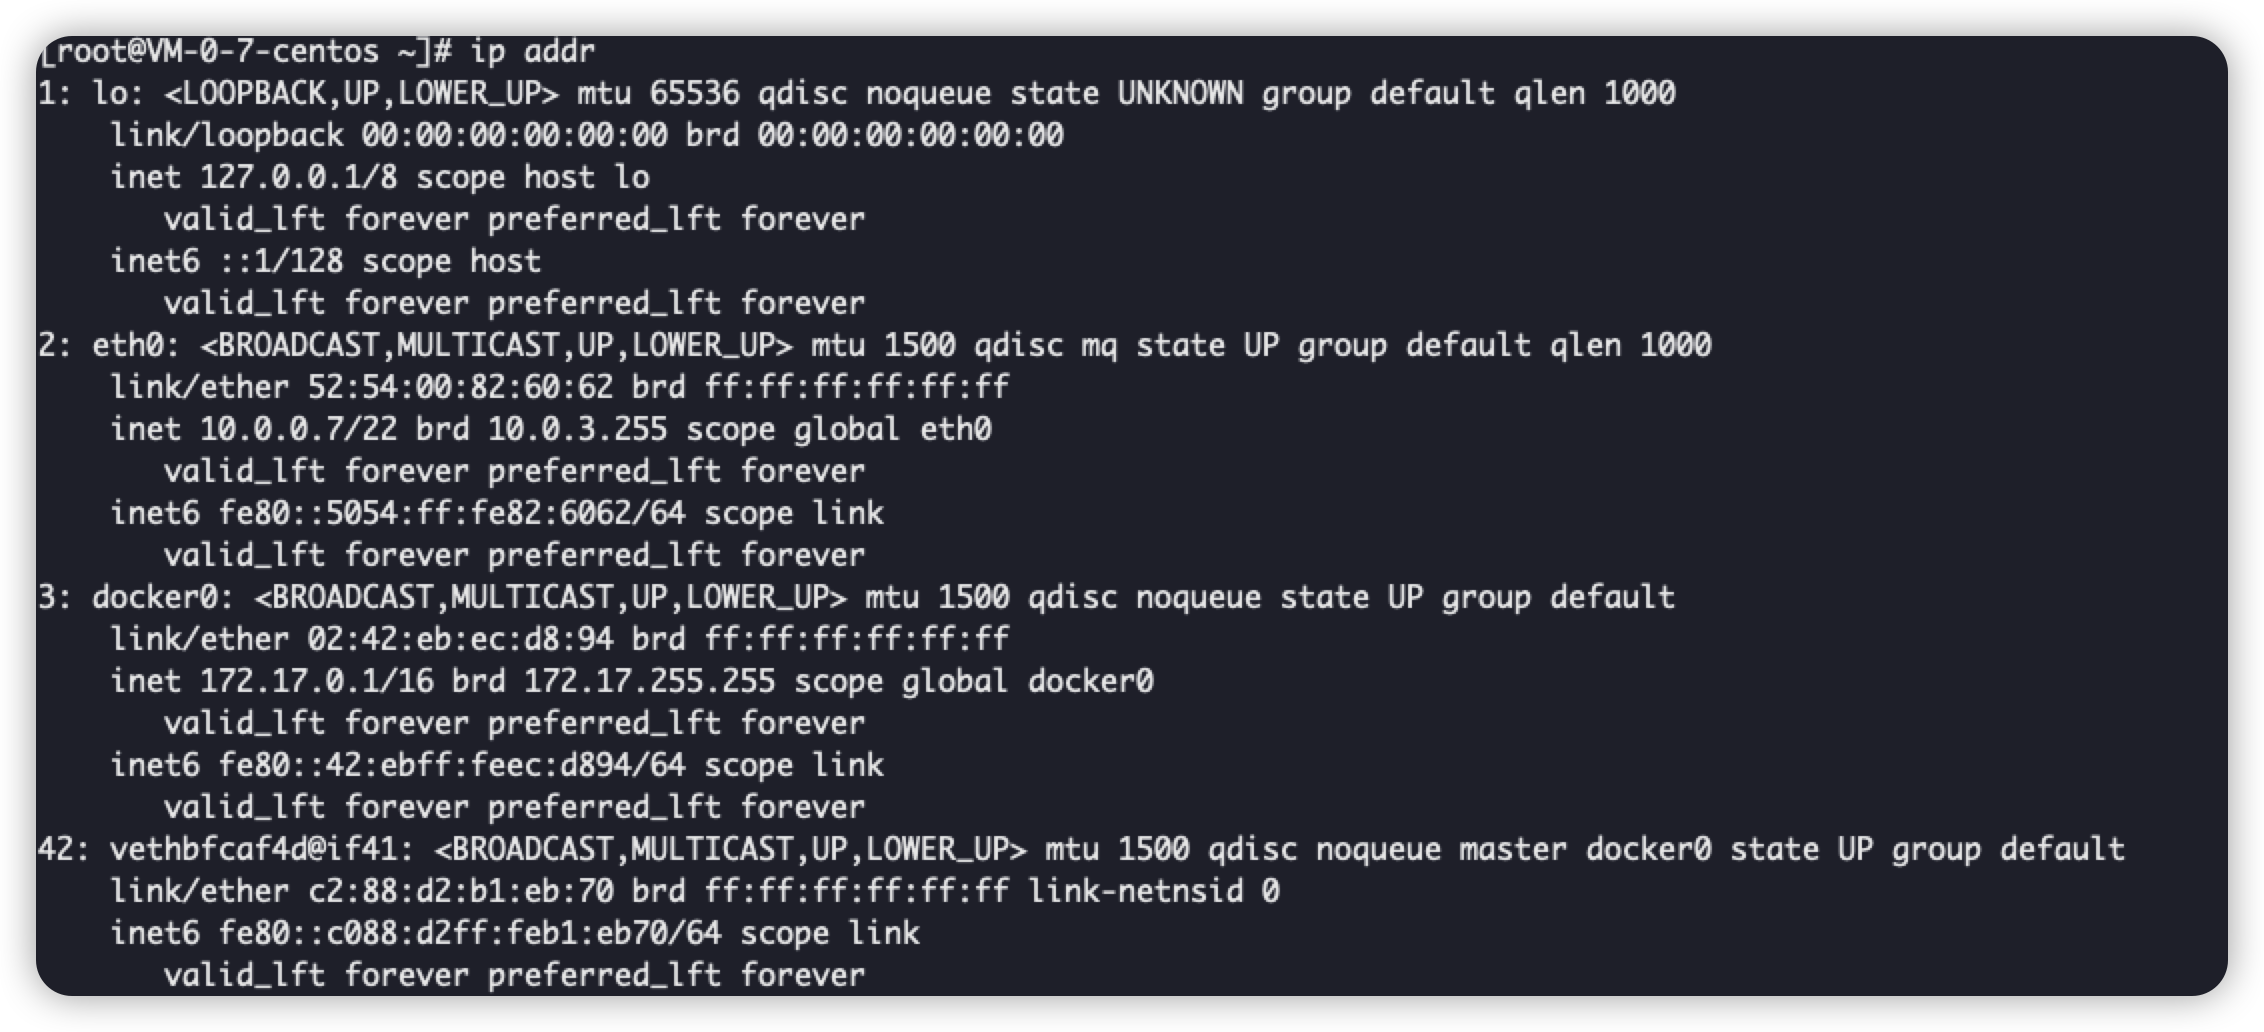 [root@VM-0-7-centos ~]# ip addr
1: lo: <LOOPBACK,UP,LOWER_UP> mtu 65536 qdisc noqueue state UNKNOWN group default qlen 1000
    link/loopback 00:00:00:00:00:00 brd 00:00:00:00:00:00
    inet 127.0.0.1/8 scope host lo
       valid_lft forever preferred_lft forever
    inet6 ::1/128 scope host
       valid_lft forever preferred_lft forever
2: eth0: <BROADCAST,MULTICAST,UP,LOWER_UP> mtu 1500 qdisc mq state UP group default qlen 1000
    link/ether 52:54:00:82:60:62 brd ff:ff:ff:ff:ff:ff
    inet 10.0.0.7/22 brd 10.0.3.255 scope global eth0
       valid_lft forever preferred_lft forever
    inet6 fe80::5054:ff:fe82:6062/64 scope link
       valid_lft forever preferred_lft forever
3: docker0: <BROADCAST,MULTICAST,UP,LOWER_UP> mtu 1500 qdisc noqueue state UP group default
    link/ether 02:42:eb:ec:d8:94 brd ff:ff:ff:ff:ff:ff
    inet 172.17.0.1/16 brd 172.17.255.255 scope global docker0
       valid_lft forever preferred_lft forever
    inet6 fe80::42:ebff:feec:d894/64 scope link
       valid_lft forever preferred_lft forever
42: vethbfcaf4d@if41: <BROADCAST,MULTICAST,UP,LOWER_UP> mtu 1500 qdisc noqueue master docker0 state UP group default
    link/ether c2:88:d2:b1:eb:70 brd ff:ff:ff:ff:ff:ff link-netnsid 0
    inet6 fe80::c088:d2ff:feb1:eb70/64 scope link
       valid_lft forever preferred_lft forever